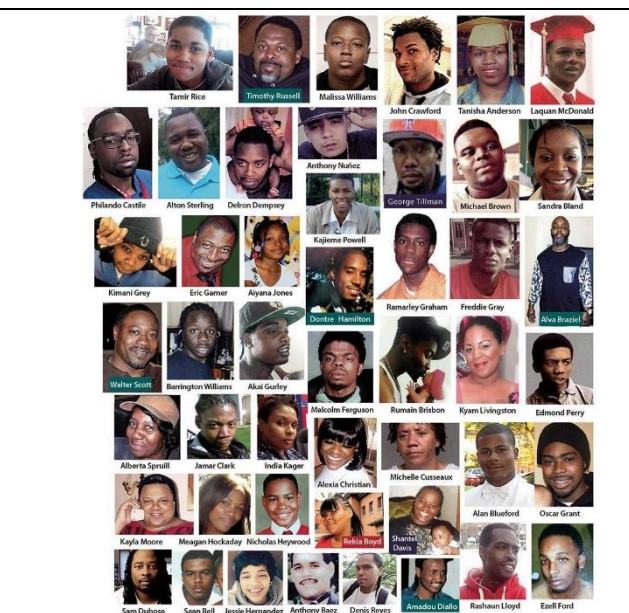 Tamir Rice
Timothy Russell
Malissa Williams
John Crawford
Tanisha Anderson
Laquan McDonald
Philando Castile
Alton Sterling
Delron Dempsey
Anthony Nuñez
George Tillman
Michael Brown
Sandra Bland
Kajieme Powell
Kimani Grey
Eric Garner
Aiyana Jones
Dontre Hamilton
Ramarley Graham
Freddie Gray
Alva Braziel
Walter Scott
Barrington Williams
Akai Gurley
Malcolm Ferguson
Rumain Brisbon
Kyam Livingston
Edmond Perry
Alberta Spruill
Jamar Clark
India Kager
Alexia Christian
Michelle Cusseaux
Alan Blueford
Oscar Grant
Kayla Moore
Meagan Hockaday
Nicholas Heywood
Rekia Boyd
Shantel
Davis
Sam Dubose
Sean Bell
Jessie Hernandez
Anthony Baez
Denis Reyes
Amadou Diallo
Rashaun Lloyd
Ezell Ford